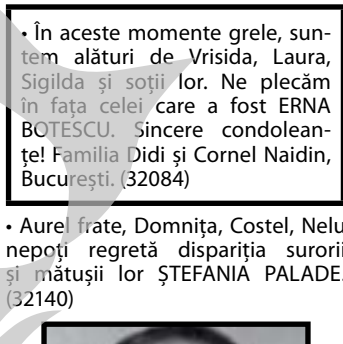 • În aceste momente grele, sun-
tem alături de Vrisida, Laura,
Sigilda și soții lor. Ne plecăm
în fața celei care a fost ERNA
BOTESCU. Sincere condolean-
țe! Familia Didi și Cornel Naidin,
București. (32084)
• Aurel frate, Domnița, Costel, Nelu
nepoți regretă dispariția surorii
și mătușii lor ȘTEFANIA PALADE.
(32140)